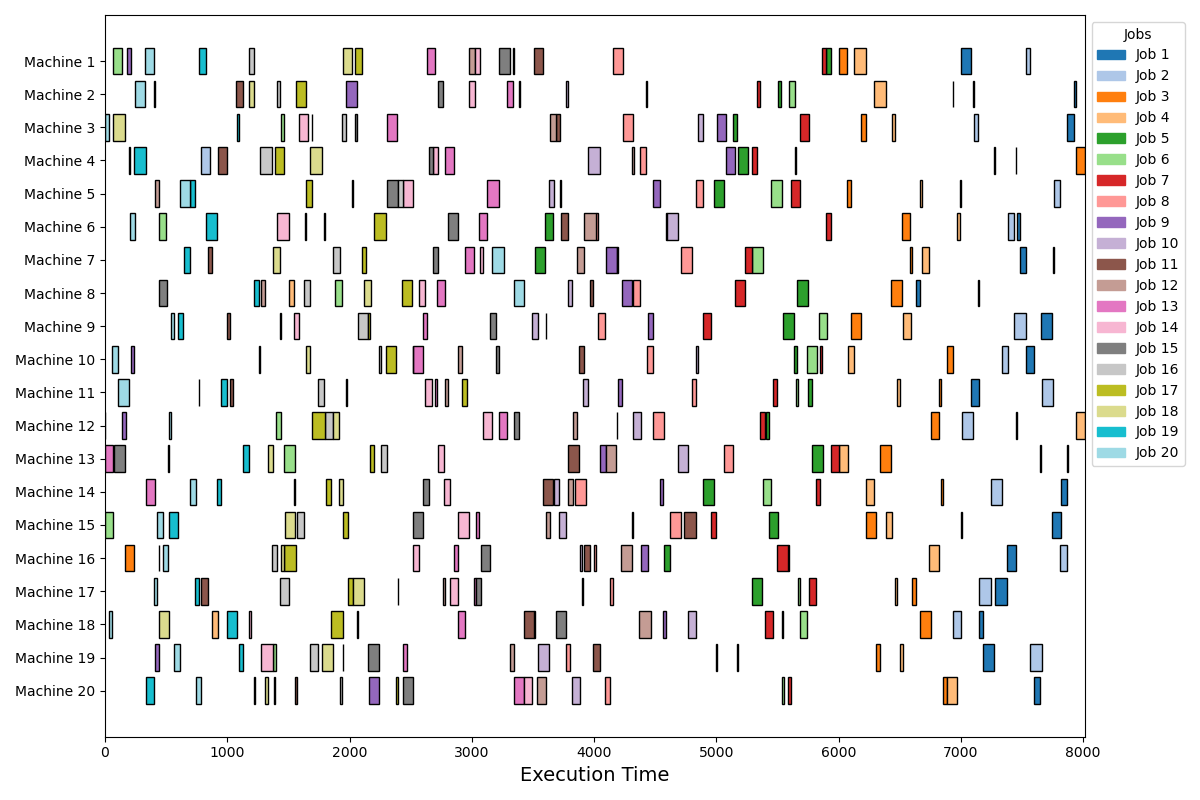 Machine 1
Machine 2
Machine 3
Machine 4
Machine 5
Machine 6
Machine 7
Machine 8
Machine 9
Machine 10
Machine 11
Machine 12
Machine 13
Machine 14
Machine 15
Machine 16
Machine 17
Machine 18
Machine 19
Machine 20
0 1000 2000 3000 4000 5000 6000 7000 8000
Execution Time
Jobs
Job 1
Job 2
Job 3
Job 4
Job 5
Job 6
Job 7
Job 8
Job 9
Job 10
Job 11
Job 12
Job 13
Job 14
Job 15
Job 16
Job 17
Job 18
Job 19
Job 20